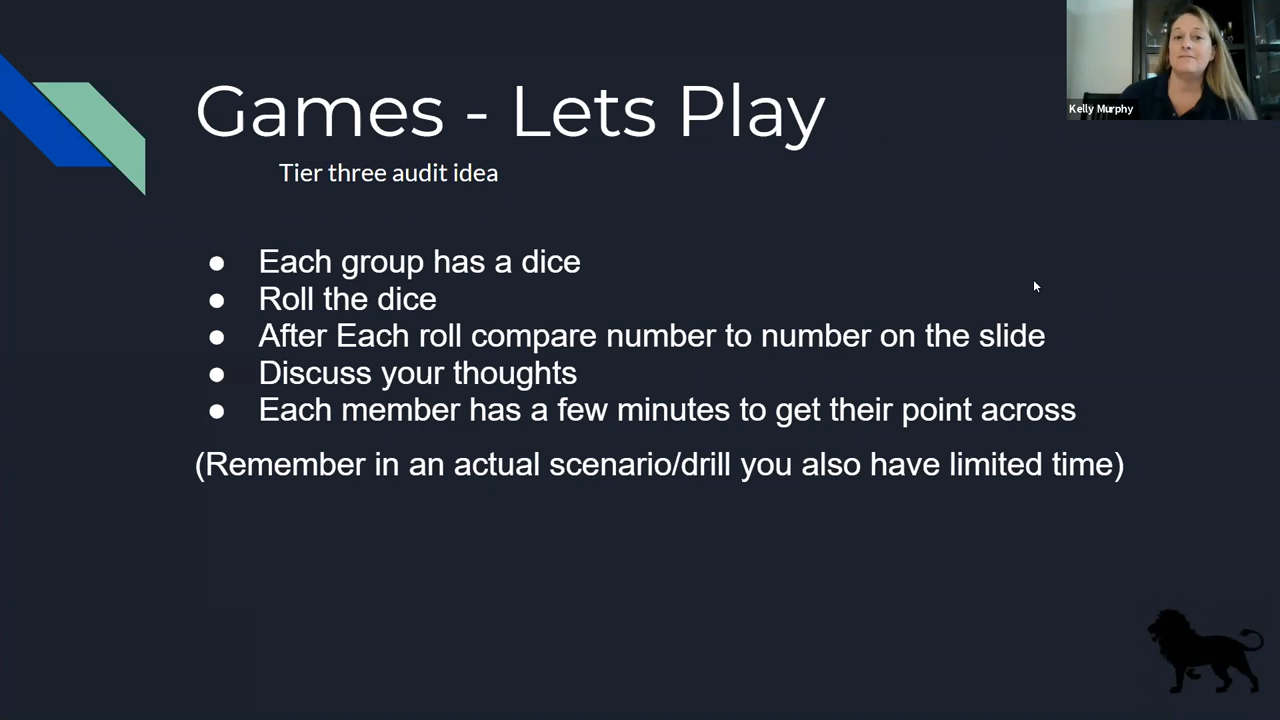 Games - Lets Play
Tier three audit idea
● Each group has a dice
● Roll the dice
● After Each roll compare number to number on the slide
● Discuss your thoughts
● Each member has a few minutes to get their point across
(Remember in an actual scenario/drill you also have limited time)
Kelly Murphy